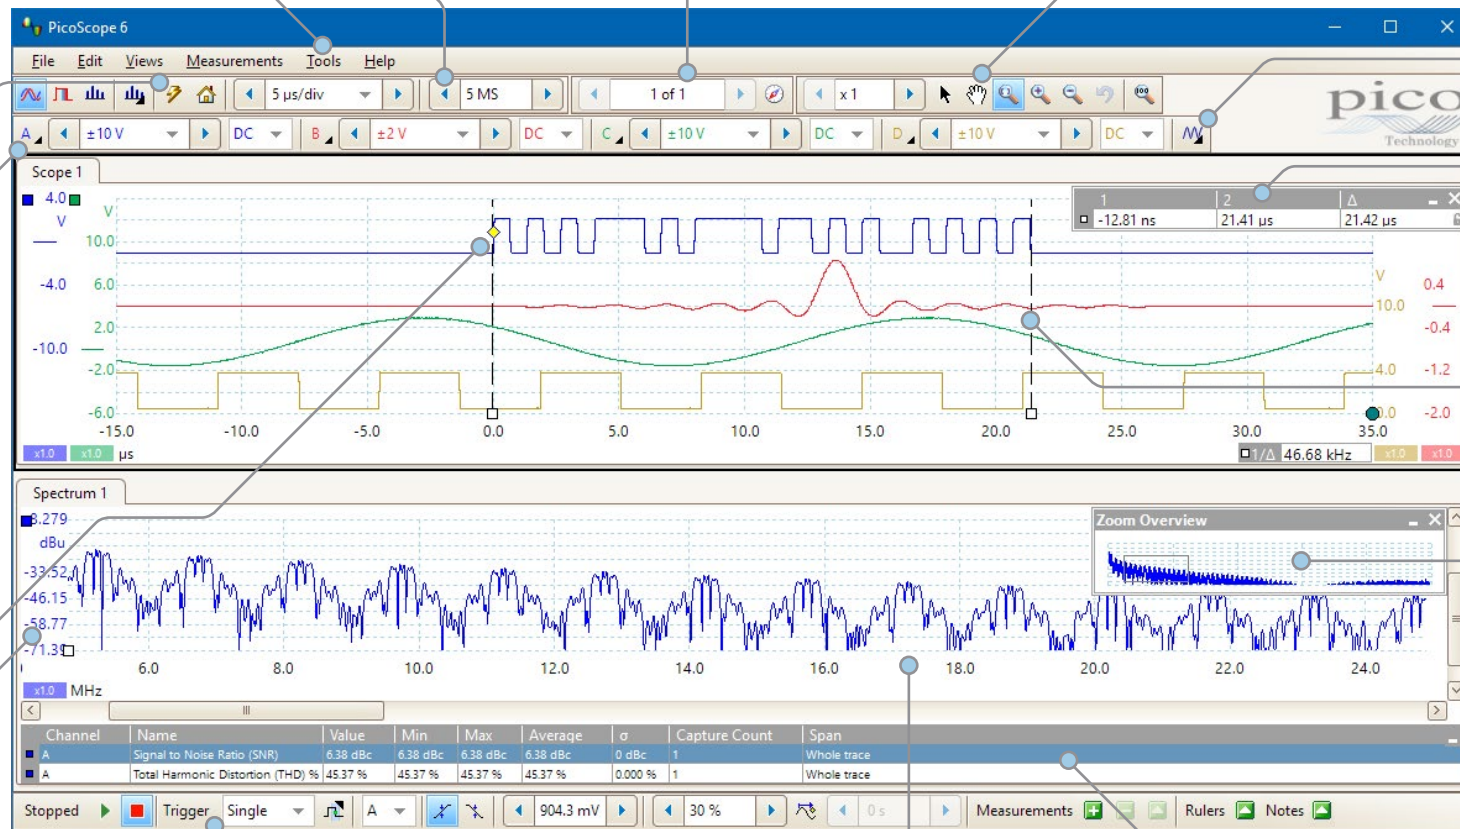 PicoScope 6
File Edit Views Measurements Tools Help
5 µs/div 5 MS 1 of 1 x 1
pico
Technology
A ±10 V DC B ±2 V DC C ±10 V DC D ±10 V DC
Scope 1
4.0
V V
10.0
-4.0 6.0
2.0
-10.0
-2.0
-6.0
1 2 Δ
-12.81 ns 21.41 µs 21.42 µs
V
10.0 0.4
-0.4
4.0 -1.2
0.0 -2.0
-15.0 -10.0 -5.0 0.0 5.0 10.0 15.0 20.0 25.0 30.0 35.0
x1.0 x1.0 µs
1/Δ 46.68 kHz x1.0 x1.0
Spectrum 1
8.279
dBu
-33.52
-46.15
-58.77
-71.39
Zoom Overview
6.0 8.0 10.0 12.0 14.0 16.0 18.0 20.0 22.0 24.0
x1.0 MHz
Channel Name Value Min Max Average σ Capture Count Span
A Signal to Noise Ratio (SNR) 6.38 dBc 6.38 dBc 6.38 dBc 6.38 dBc 0 dBc 1 Whole trace
A Total Harmonic Distortion (THD) % 45.37 % 45.37 % 45.37 % 45.37 % 0.000 % 1 Whole trace
Stopped Trigger Single A 904.3 mV 30 % 0 s Measurements Rulers Notes